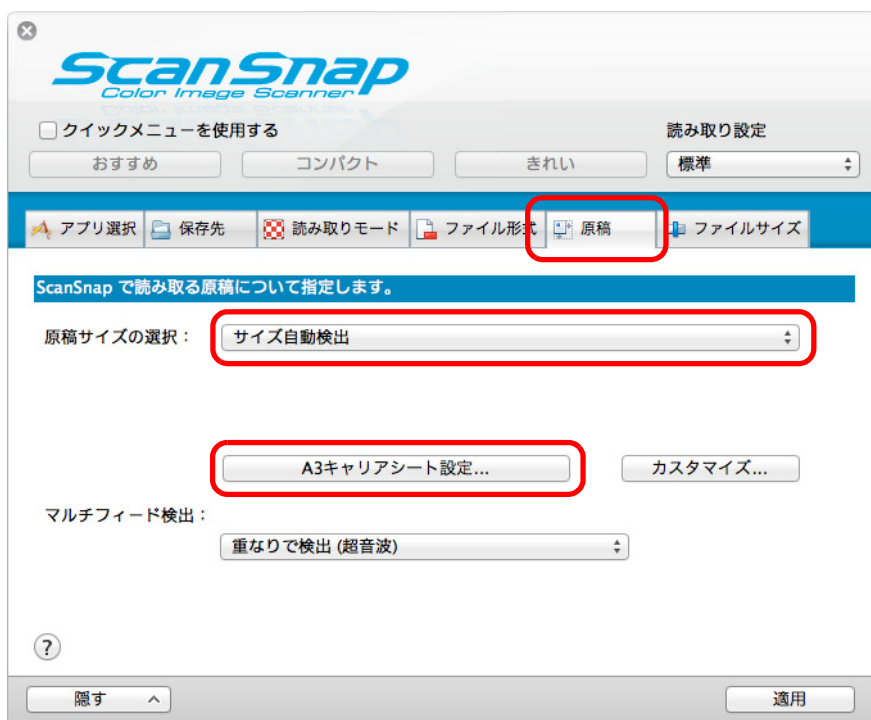 ScanSnap
Color Image Scanner
クイックメニューを使用する
読み取り設定
おすすめ
コンパクト
きれい
標準
アプリ選択
保存先
読み取りモード
ファイル形式
原稿
ファイルサイズ
ScanSnap で読み取る原稿について指定します。
原稿サイズの選択：
サイズ自動検出
A3キャリアシート設定...
カスタマイズ...
マルチフィード検出：
重なりで検出 (超音波)
?
隠す
適用